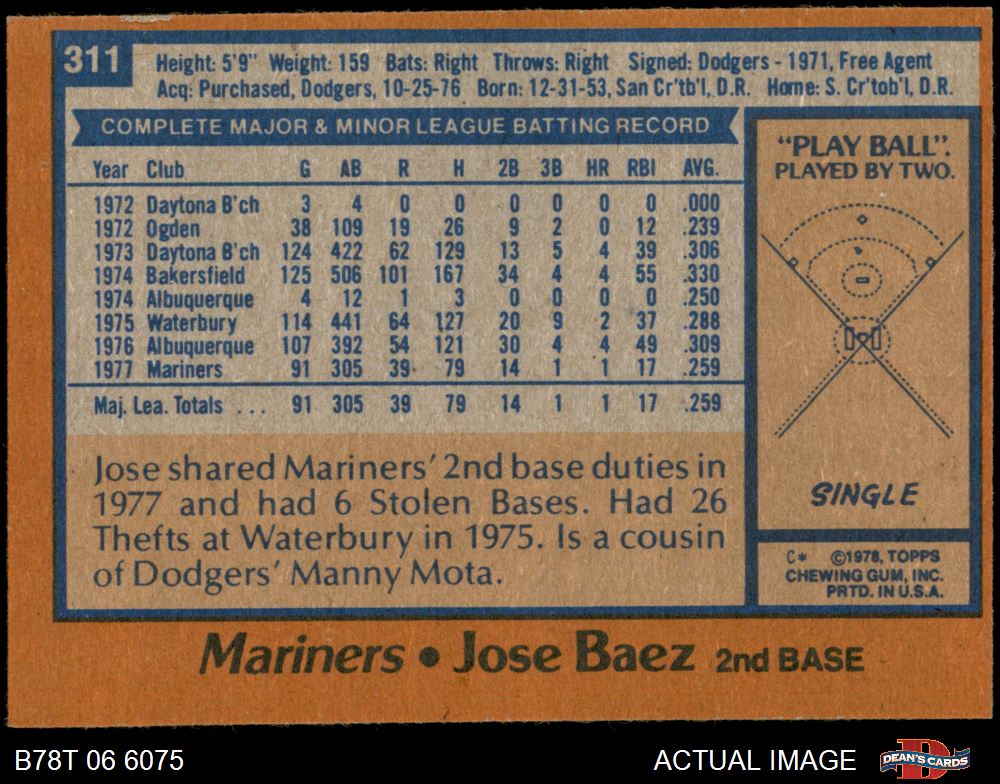 311
Height: 5'9" Weight: 159 Bats: Right Throws: Right Signed: Dodgers - 1971, Free Agent
Acq: Purchased, Dodgers, 10-25-76 Born: 12-31-53, San Cr'tb'l, D.R. Home: S. Cr'tob'l, D.R.
COMPLETE MAJOR & MINOR LEAGUE BATTING RECORD
Year Club G AB R H 2B 3B HR RBI AVG.
1972 Daytona B'ch 3 4 0 0 0 0 0 0 .000
1972 Ogden 38 109 19 26 9 2 0 12 .239
1973 Daytona B'ch 124 422 62 129 13 5 4 39 .306
1974 Bakersfield 125 506 101 167 34 4 4 55 .330
1974 Albuquerque 4 12 1 3 0 0 0 0 .250
1975 Waterbury 114 441 64 127 20 9 2 37 .288
1976 Albuquerque 107 392 54 121 30 4 4 49 .309
1977 Mariners 91 305 39 79 14 1 1 17 .259
Maj. Lea. Totals ... 91 305 39 79 14 1 1 17 .259
Jose shared Mariners' 2nd base duties in
1977 and had 6 Stolen Bases. Had 26
Thefts at Waterbury in 1975. Is a cousin
of Dodgers' Manny Mota.
"PLAY BALL".
PLAYED BY TWO.
SINGLE
C* ©1978, TOPPS
CHEWING GUM, INC.
PRTD. IN U.S.A.
Mariners • Jose Baez 2nd BASE
B78T 06 6075
ACTUAL IMAGE
D
DEAN'S CARDS